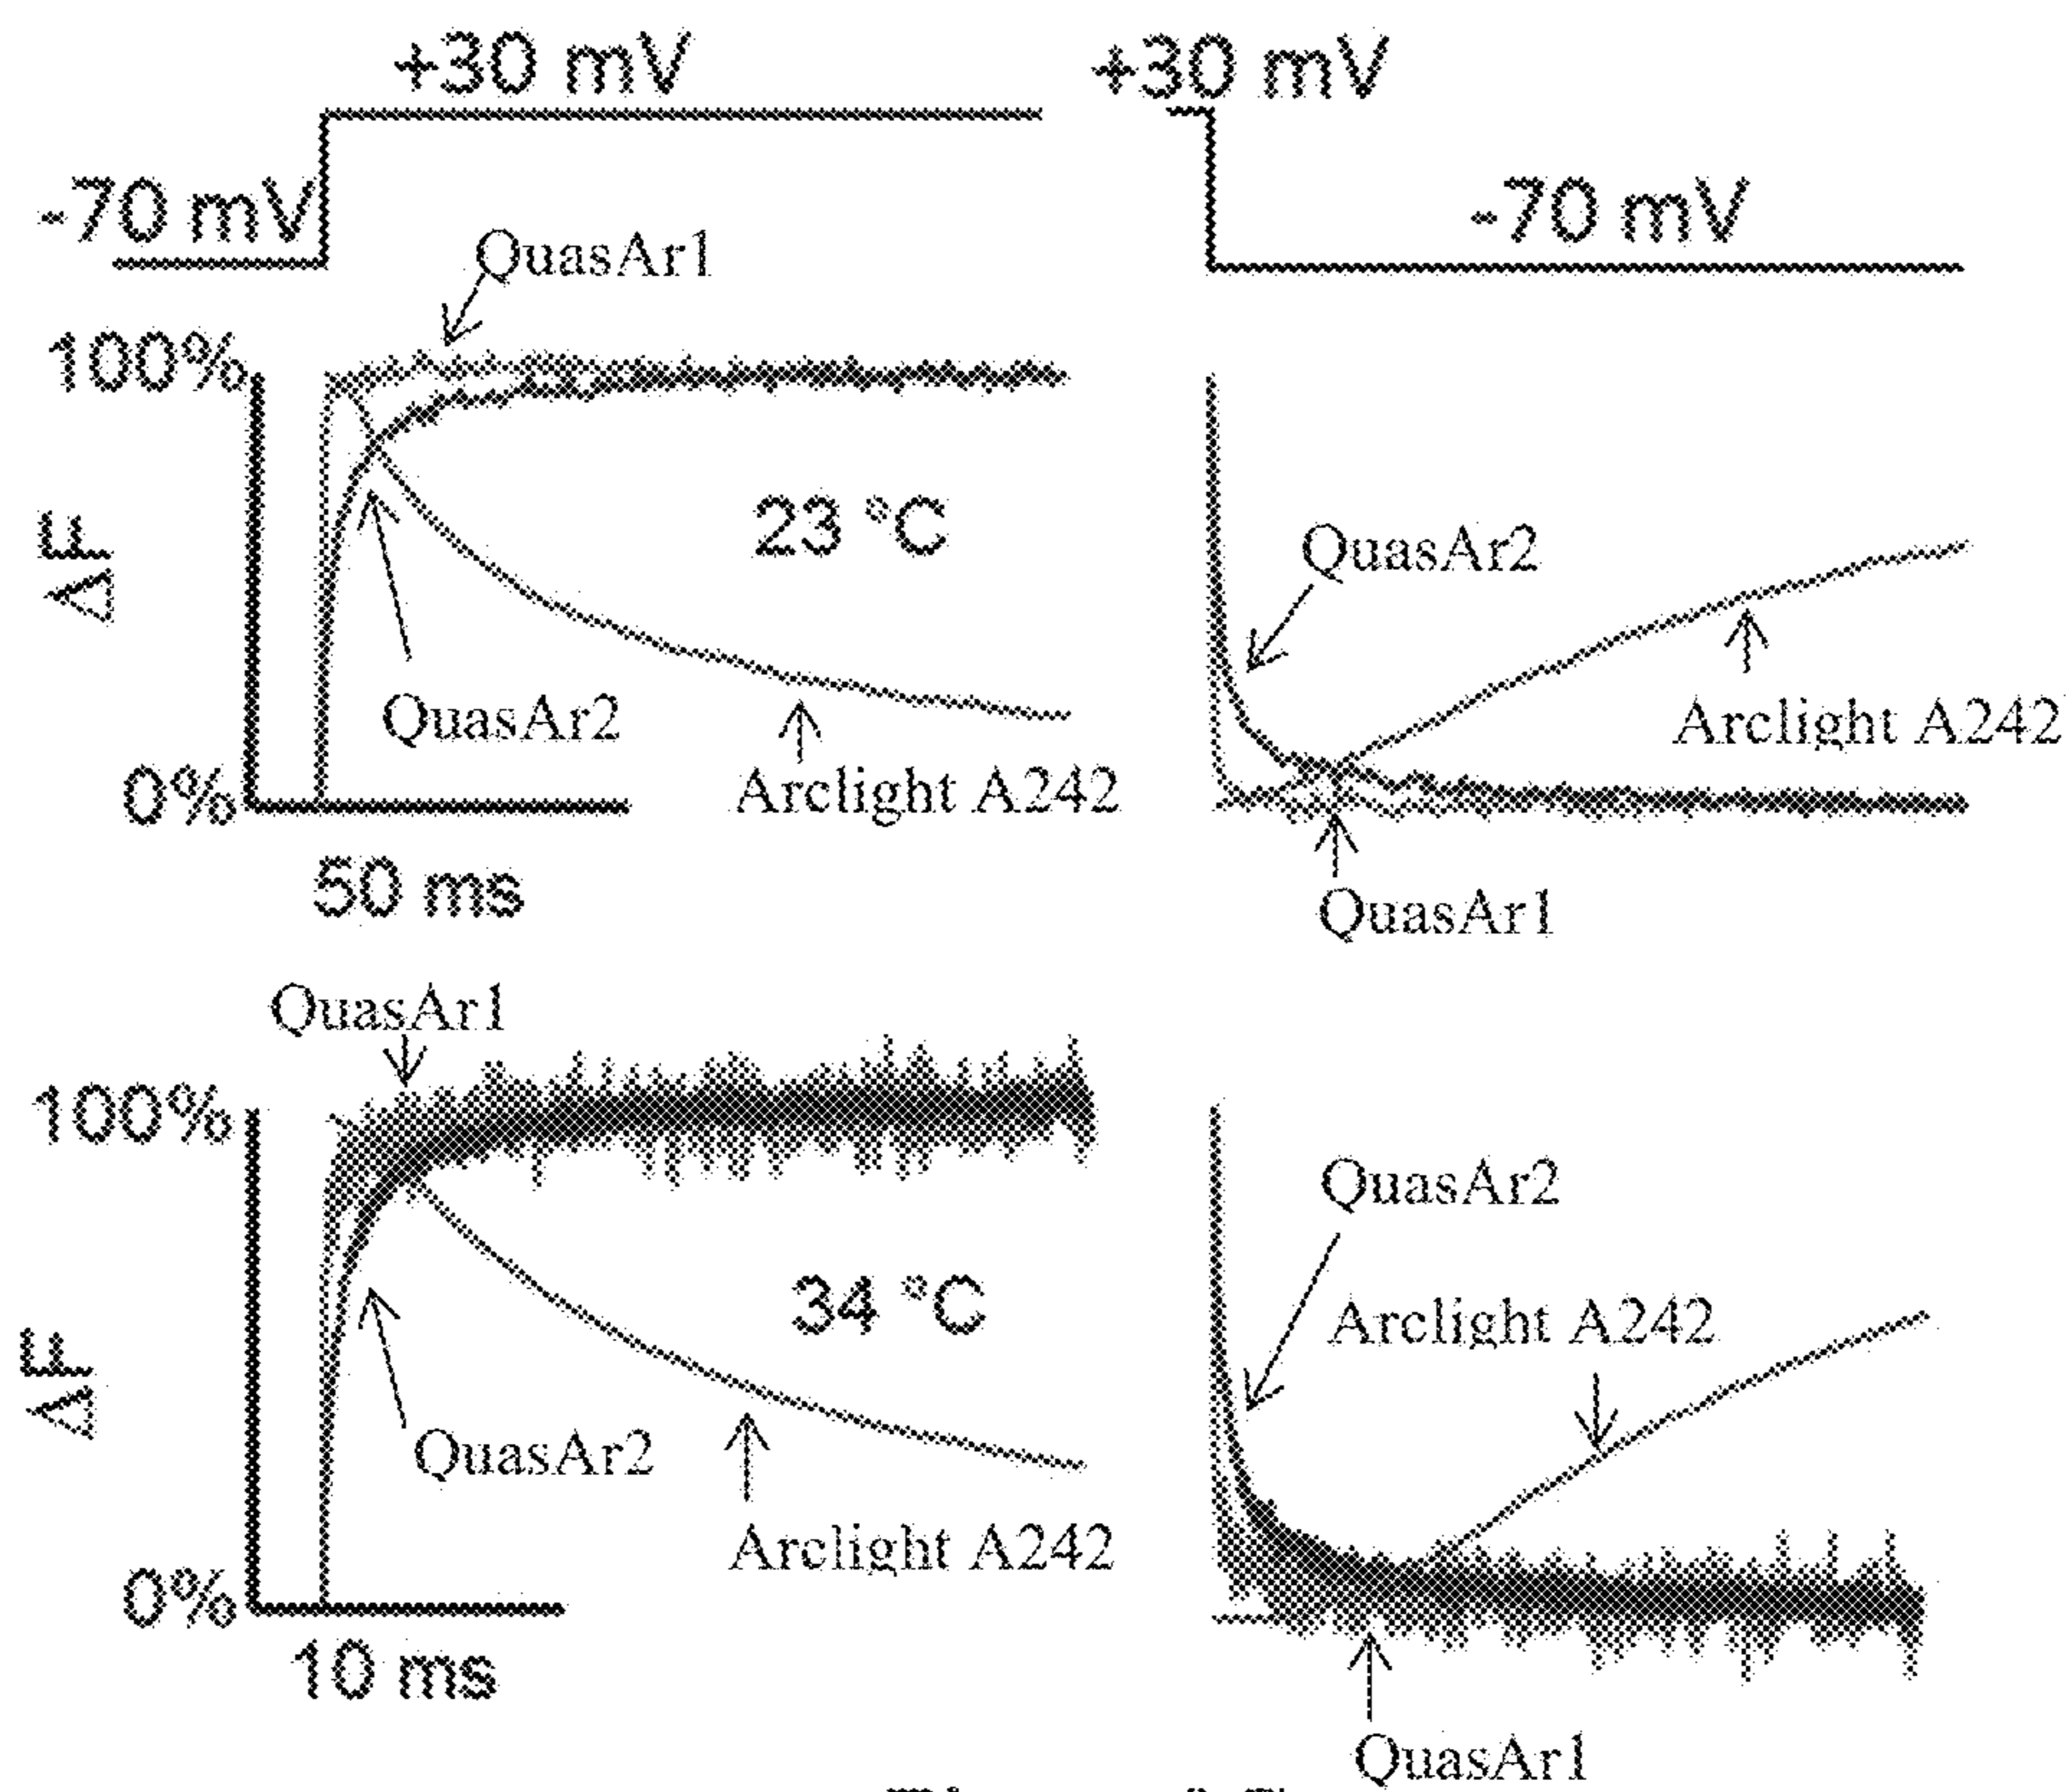 +30 mV
+30 mV
-70 mV
-70 mV
QuasAr1
100%
ΔF
23 °C
QuasAr2
QuasAr2
Arclight A242
Arclight A242
0%
50 ms
QuasAr1
QuasAr1
100%
QuasAr2
ΔF
34 °C
Arclight A242
QuasAr2
Arclight A242
0%
10 ms
QuasAr1